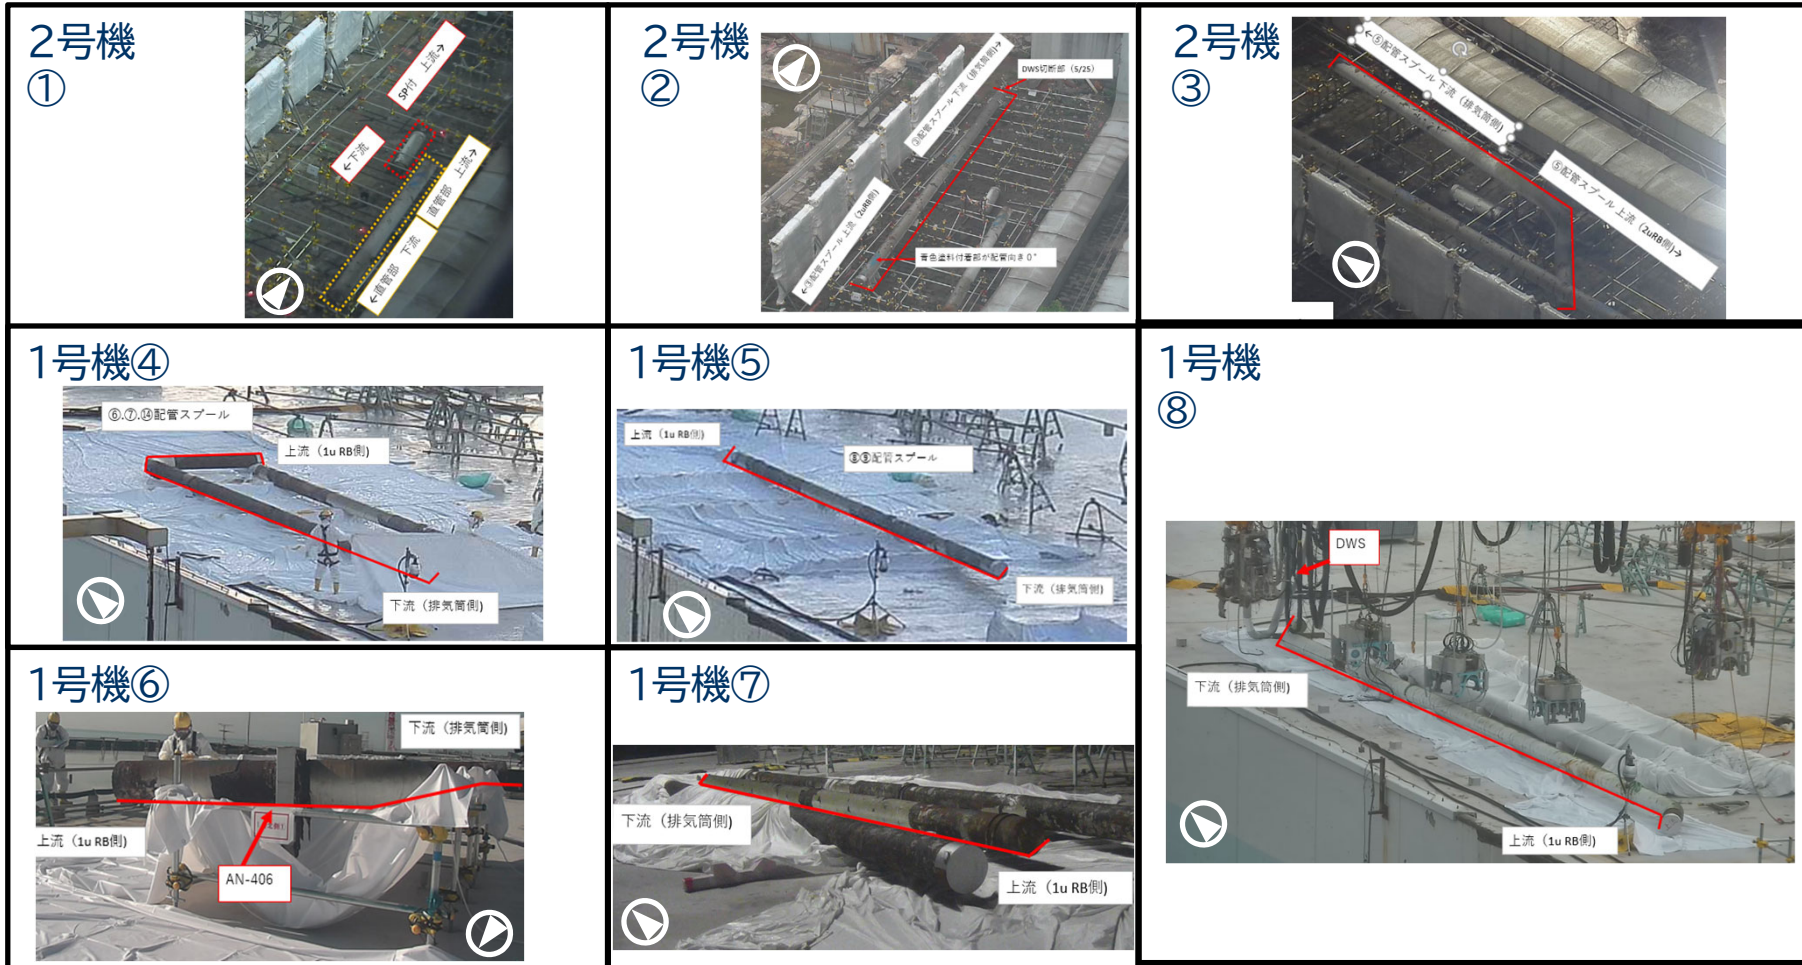 2号機
①
SP付 上流→
←下流
直管部 上流→
←直管部 下流
2号機
②
DWS切断部（5/25）
③配管スプール 下流（排気筒側)→
←③配管スプール 上流（2uRB側)
青色塗料付着部が配管向き0°
2号機
③
←⑤配管スプール 下流（排気筒側)
⑤配管スプール 上流（2uRB側)→
1号機④
⑥.⑦.⑭配管スプール
上流（1u RB側)
下流（排気筒側)
1号機⑤
上流（1u RB側)
⑧⑨配管スプール
下流（排気筒側)
1号機
⑧
DWS
下流（排気筒側)
上流（1u RB側)
1号機⑥
下流（排気筒側)
上流（1u RB側)
AN-406
1号機⑦
下流（排気筒側)
上流（1u RB側)